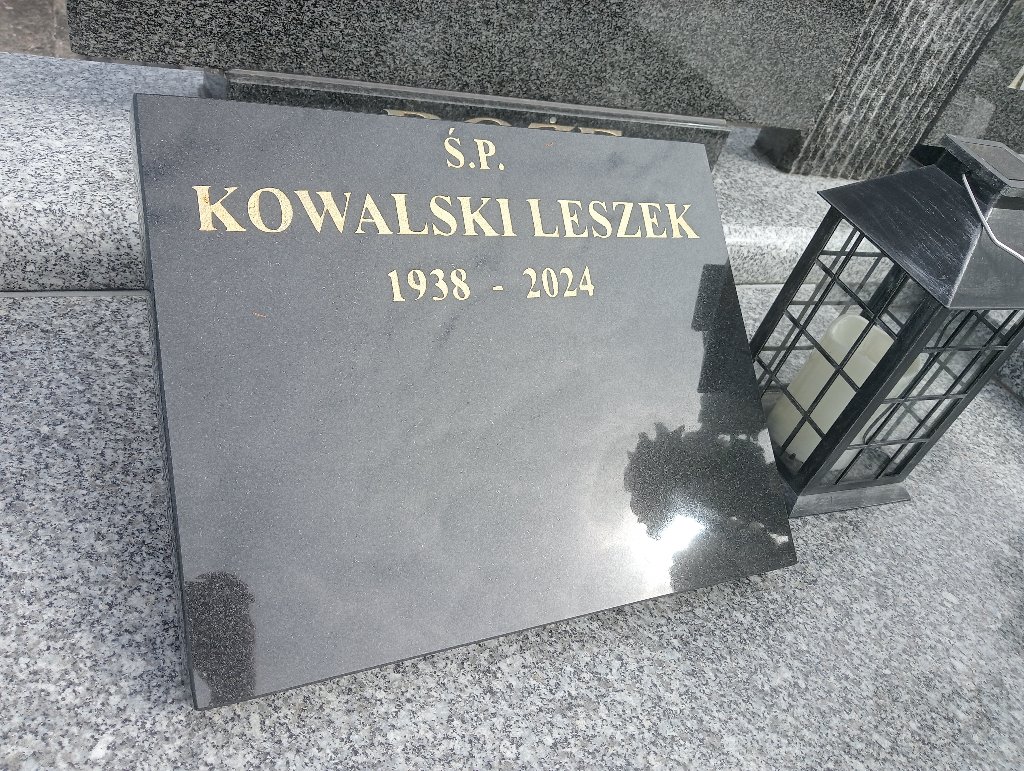 Ś.P.
KOWALSKI LESZEK
1938 - 2024